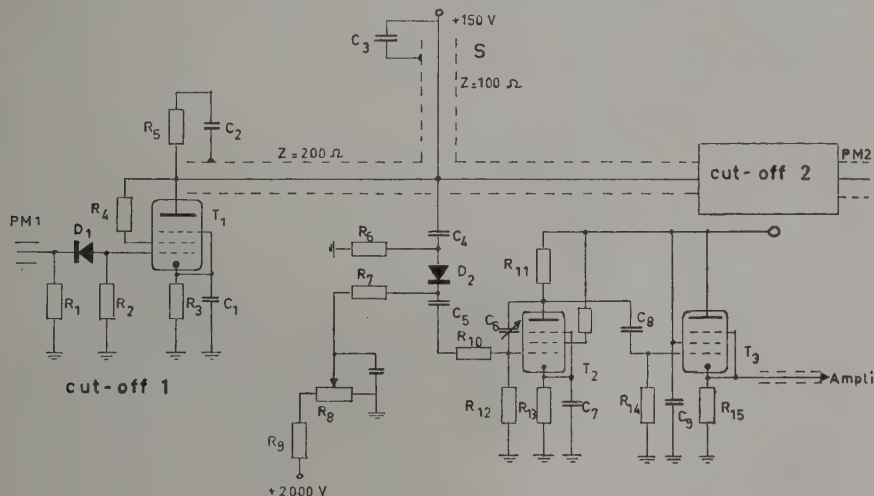 +150 V
C3
S
Z=100 Ω
R5
C2
Z=200 Ω
cut-off 2
PM2
R4
T1
PM1
D1
C4
R6
R11
D2
R7
R1
R2
R3
C1
C5
C6
C8
R10
T2
T3
cut-off 1
Ampli
R8
R12
R13
C7
R14
C9
R15
R9
+2000 V